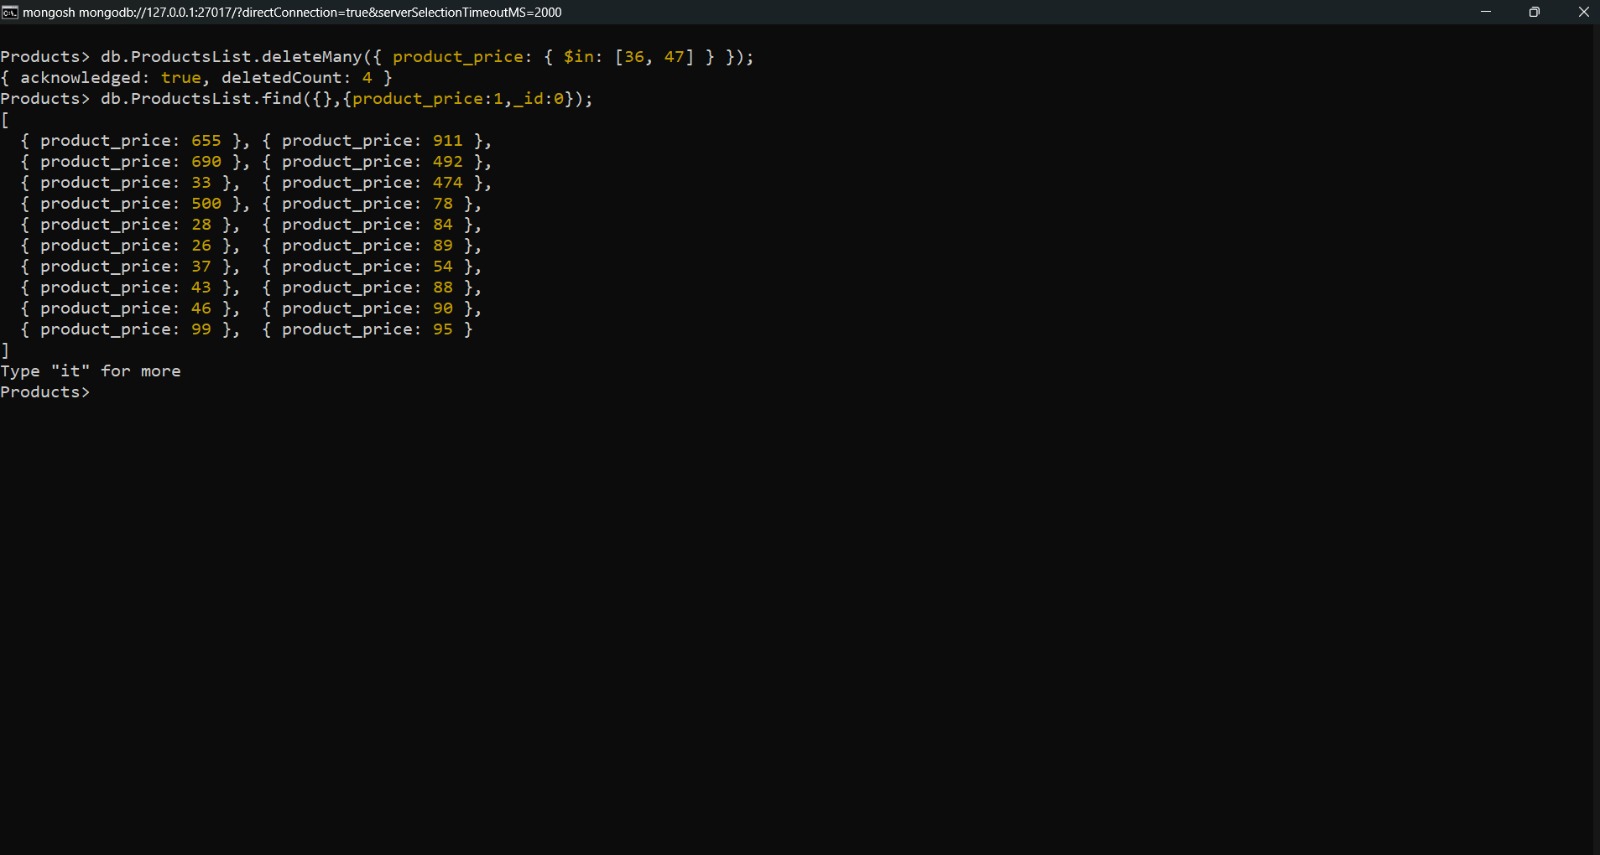 mongosh mongodb://127.0.0.1:27017/?directConnection=true&serverSelectionTimeoutMS=2000
Products> db.ProductsList.deleteMany({ product_price: { $in: [36, 47] } });
{ acknowledged: true, deletedCount: 4 }
Products> db.ProductsList.find({},{product_price:1,_id:0});
[
  { product_price: 655 }, { product_price: 911 },
  { product_price: 690 }, { product_price: 492 },
  { product_price: 33 },  { product_price: 474 },
  { product_price: 500 }, { product_price: 78 },
  { product_price: 28 },  { product_price: 84 },
  { product_price: 26 },  { product_price: 89 },
  { product_price: 37 },  { product_price: 54 },
  { product_price: 43 },  { product_price: 88 },
  { product_price: 46 },  { product_price: 90 },
  { product_price: 99 },  { product_price: 95 }
]
Type "it" for more
Products>